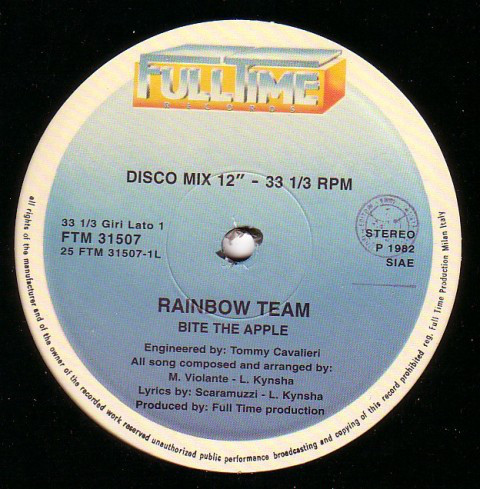 FULLTIME
RECORDS
DISCO MIX 12" - 33 1/3 RPM
33 1/3 Giri Lato 1
FTM 31507
25 FTM 31507-1L
STEREO
P 1982
SIAE
RAINBOW TEAM
BITE THE APPLE
Engineered by: Tommy Cavalieri
All song composed and arranged by:
M. Violante - L. Kynsha
Lyrics by: Scaramuzzi - L. Kynsha
Produced by: Full Time production
all rights of the manufacturer and of the owner of the recorded work reserved unauthorized public performance broadcasting and copying of this record prohibited reg. Full Time Production Milan Italy